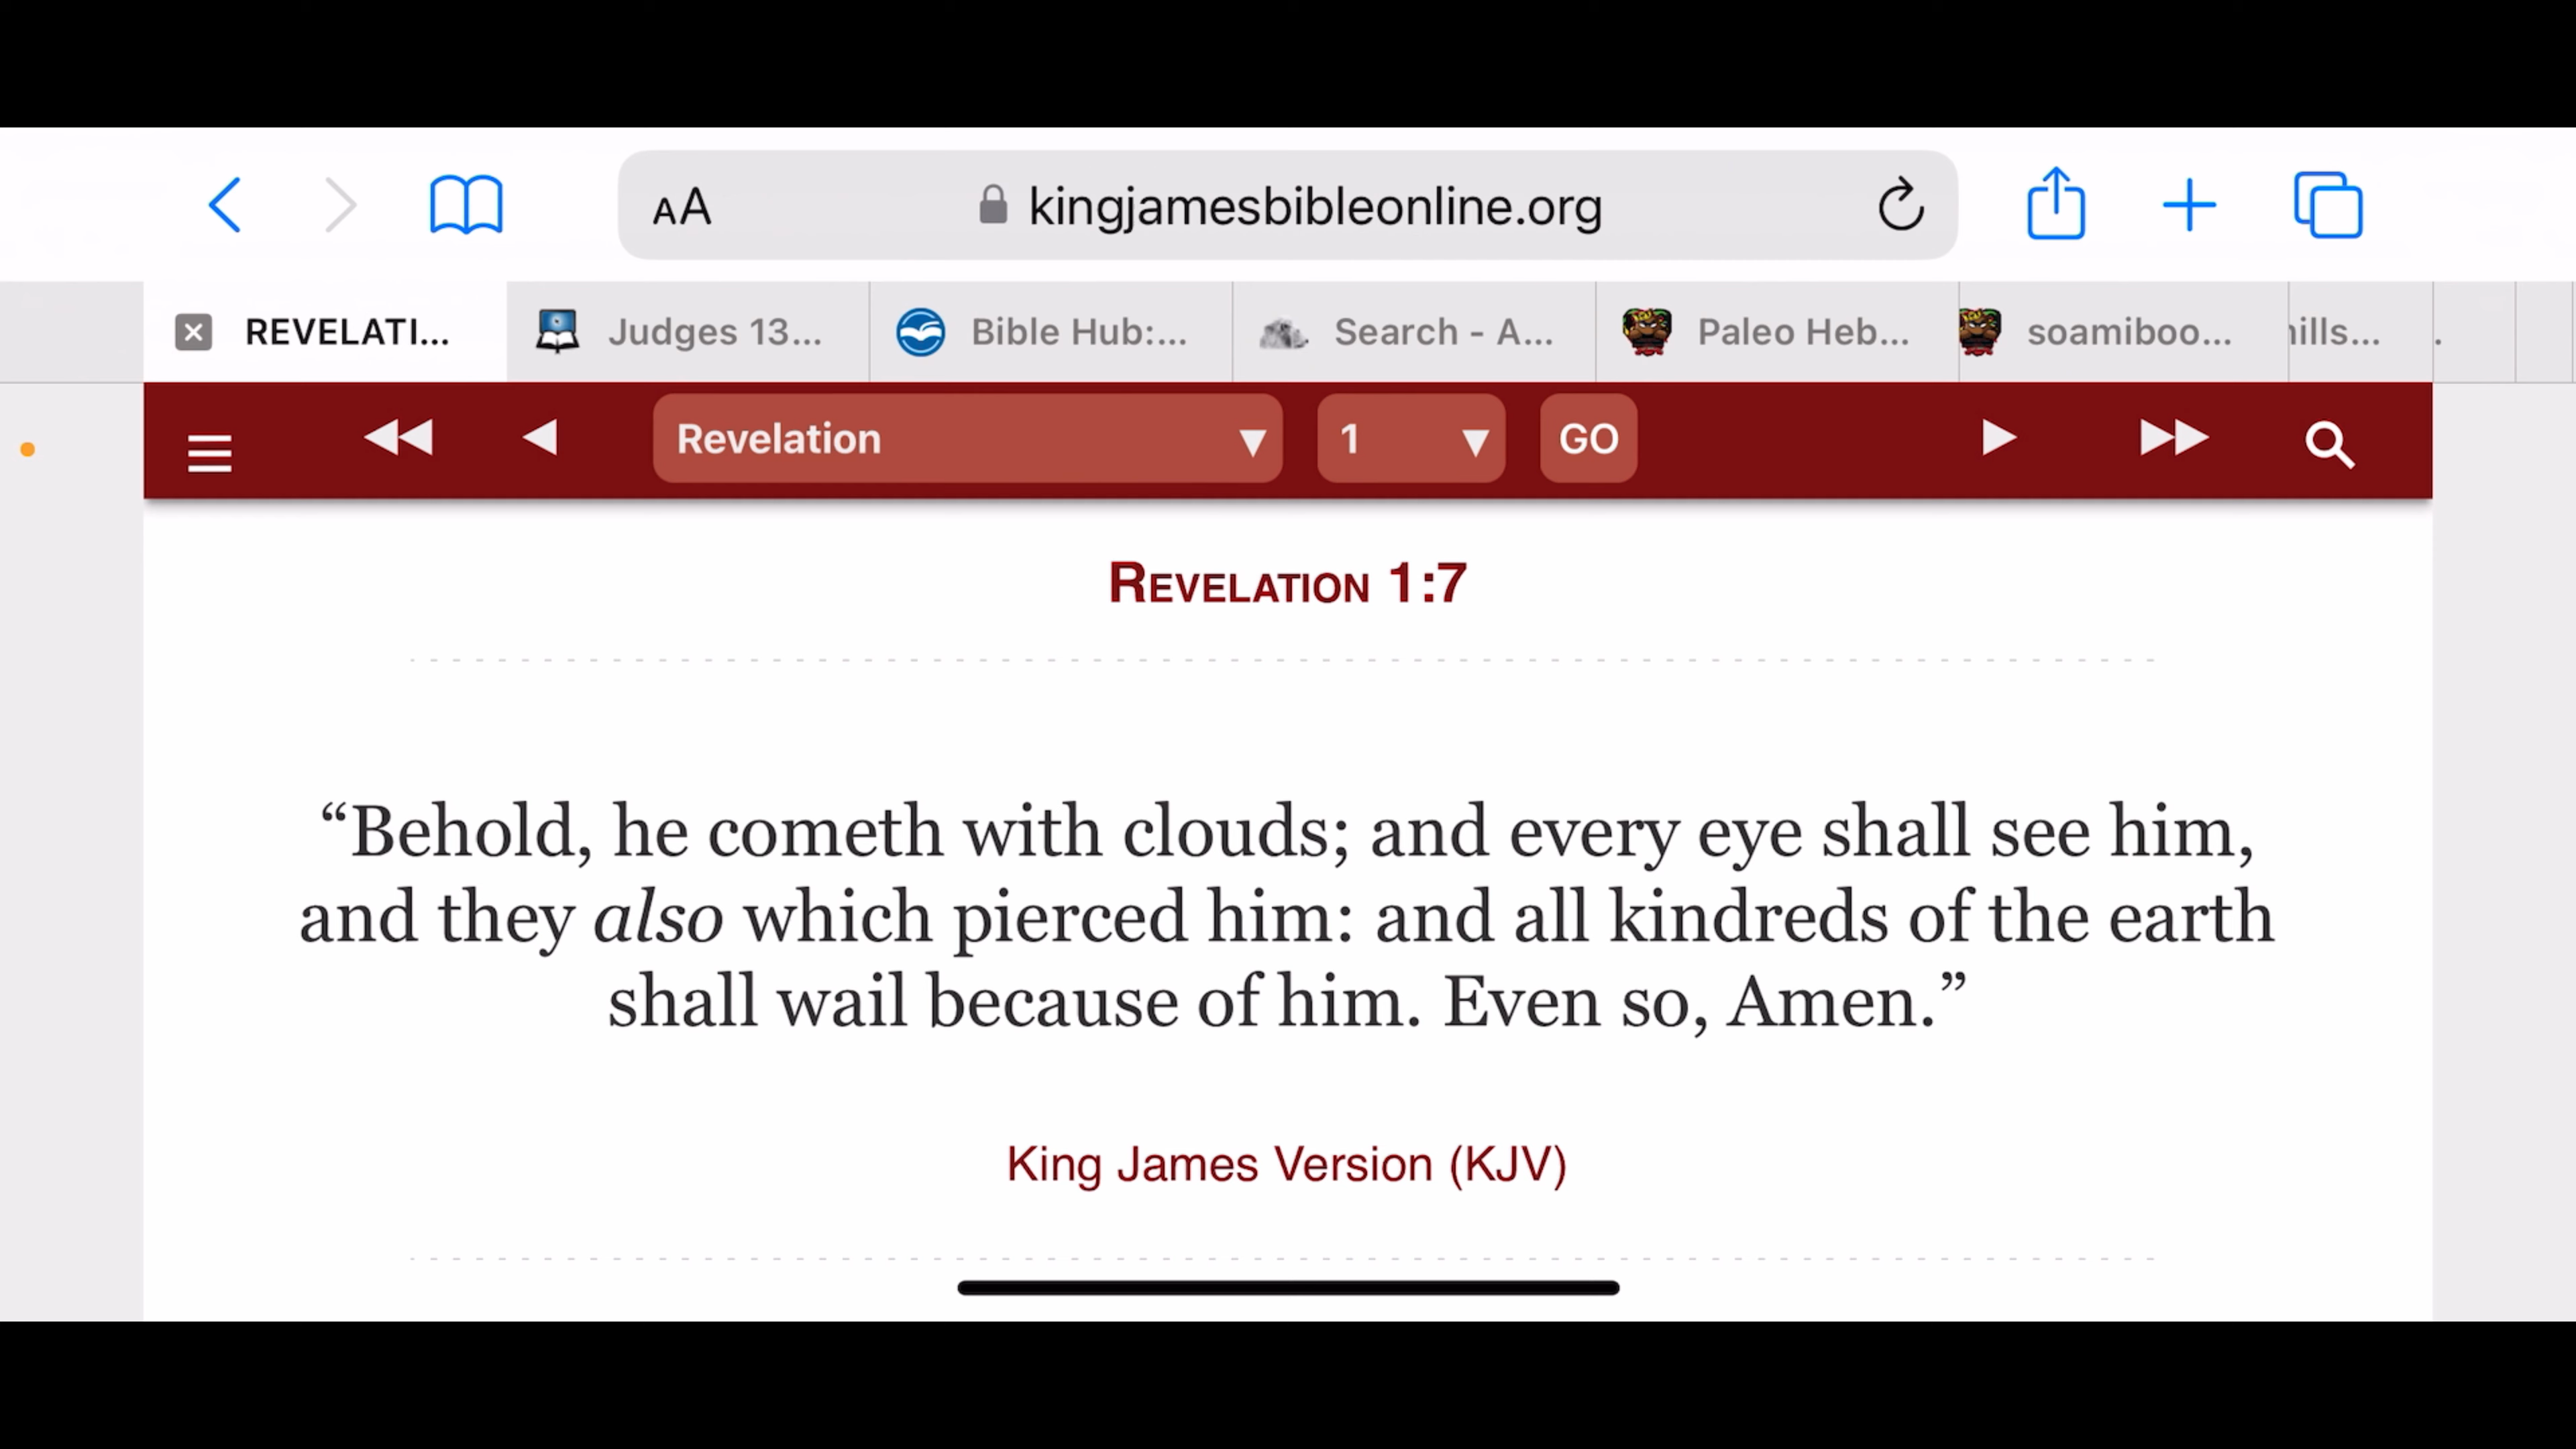 AA kingjamesbibleonline.org
REVELATI... Judges 13... Bible Hub:... Search - A... Paleo Heb... soamiboo... hills... .
Revelation 1 GO
REVELATION 1:7
“Behold, he cometh with clouds; and every eye shall see him,
and they also which pierced him: and all kindreds of the earth
shall wail because of him. Even so, Amen.”
King James Version (KJV)